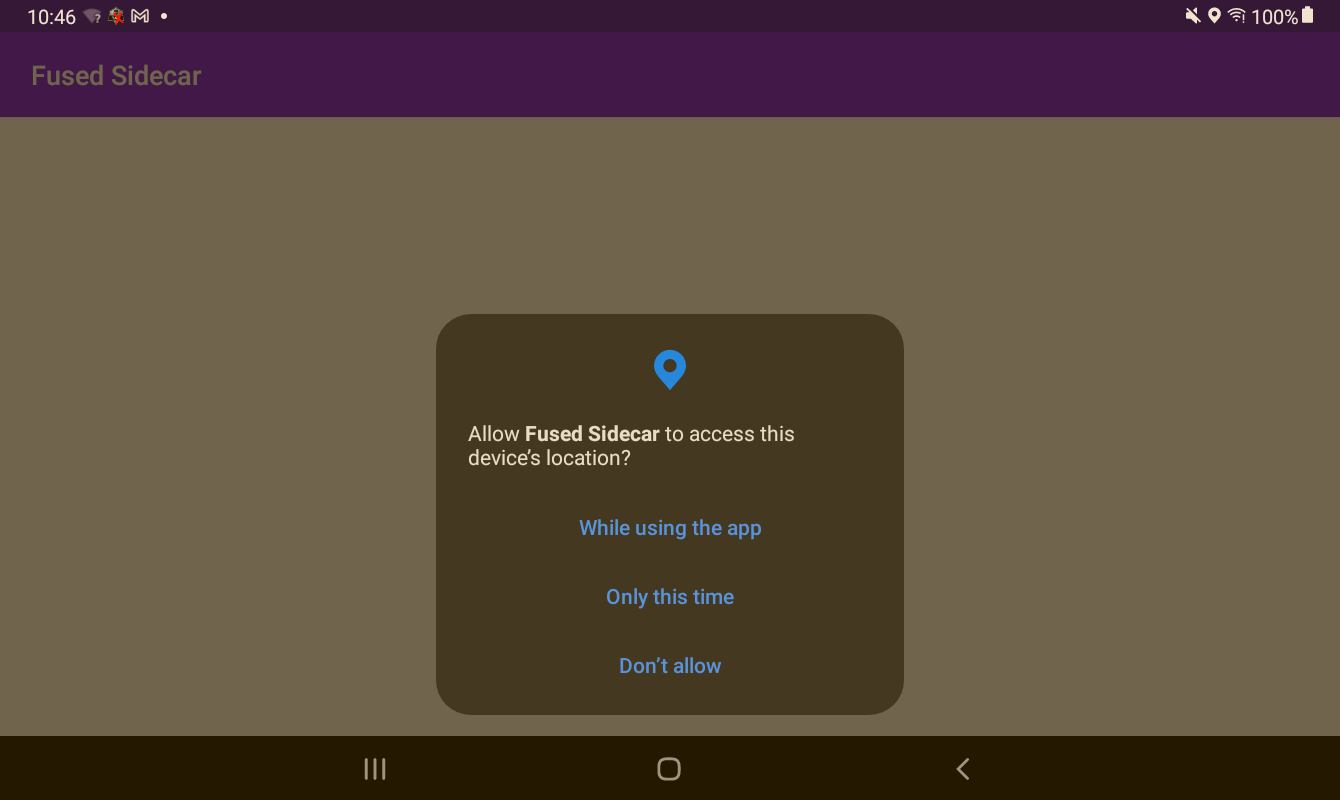 10:46
100%
Fused Sidecar
Allow Fused Sidecar to access this
device’s location?
While using the app
Only this time
Don’t allow